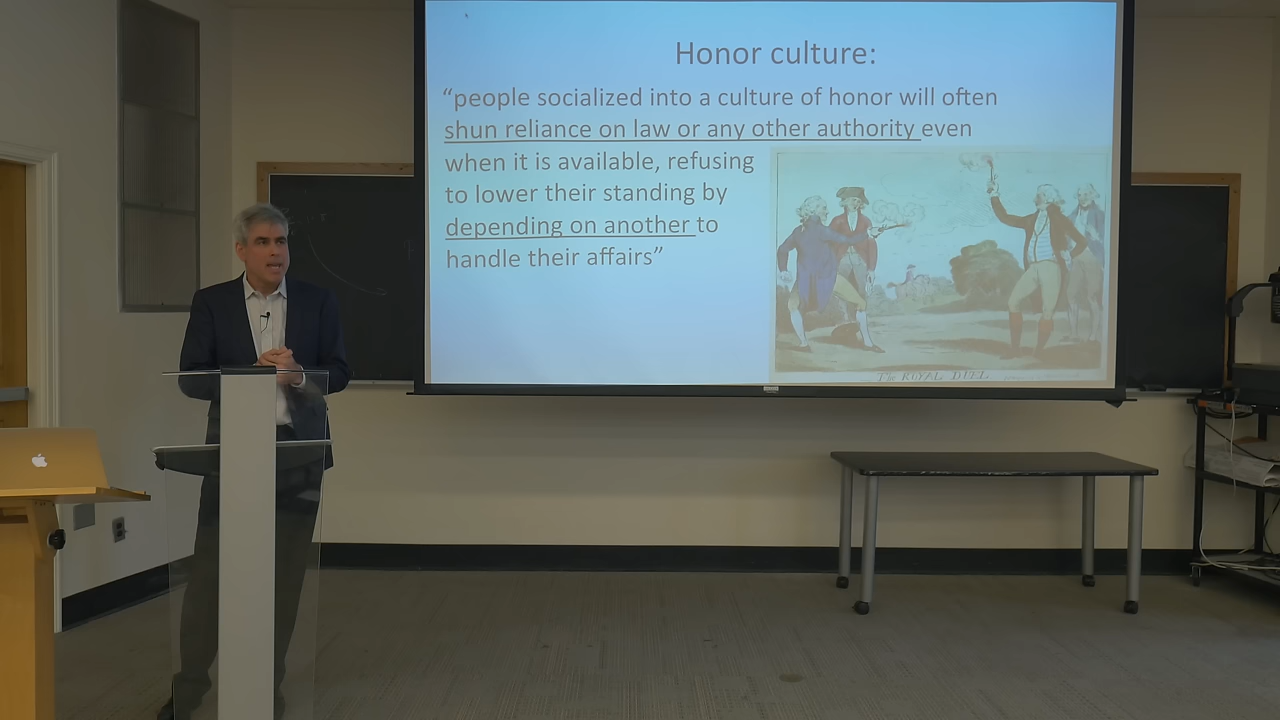 Honor culture:
“people socialized into a culture of honor will often
shun reliance on law or any other authority even
when it is available, refusing
to lower their standing by
depending on another to
handle their affairs”
The ROYAL DUEL